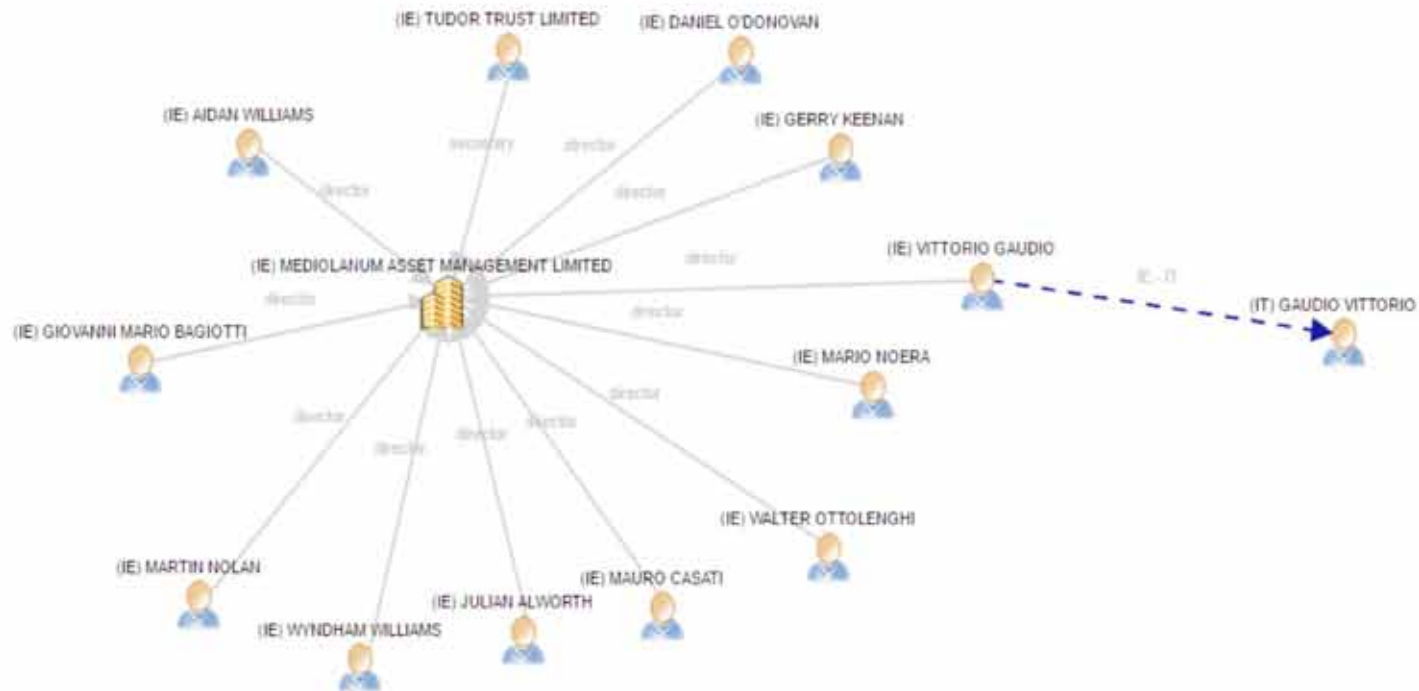 (IE) TUDOR TRUST LIMITED
(IE) DANIEL O'DONOVAN
(IE) AIDAN WILLIAMS
(IE) GERRY KEENAN
secretary
director
director
director
(IE) VITTORIO GAUDIO
(IE) MEDIOLANUM ASSET MANAGEMENT LIMITED
director
IE - IT
director
director
(IT) GAUDIO VITTORIO
(IE) GIOVANNI MARIO BAGIOTTI
(IE) MARIO NOERA
director
director
director
director
director
(IE) WALTER OTTOLENGHI
(IE) MARTIN NOLAN
(IE) MAURO CASATI
(IE) JULIAN ALWORTH
(IE) WYNDHAM WILLIAMS